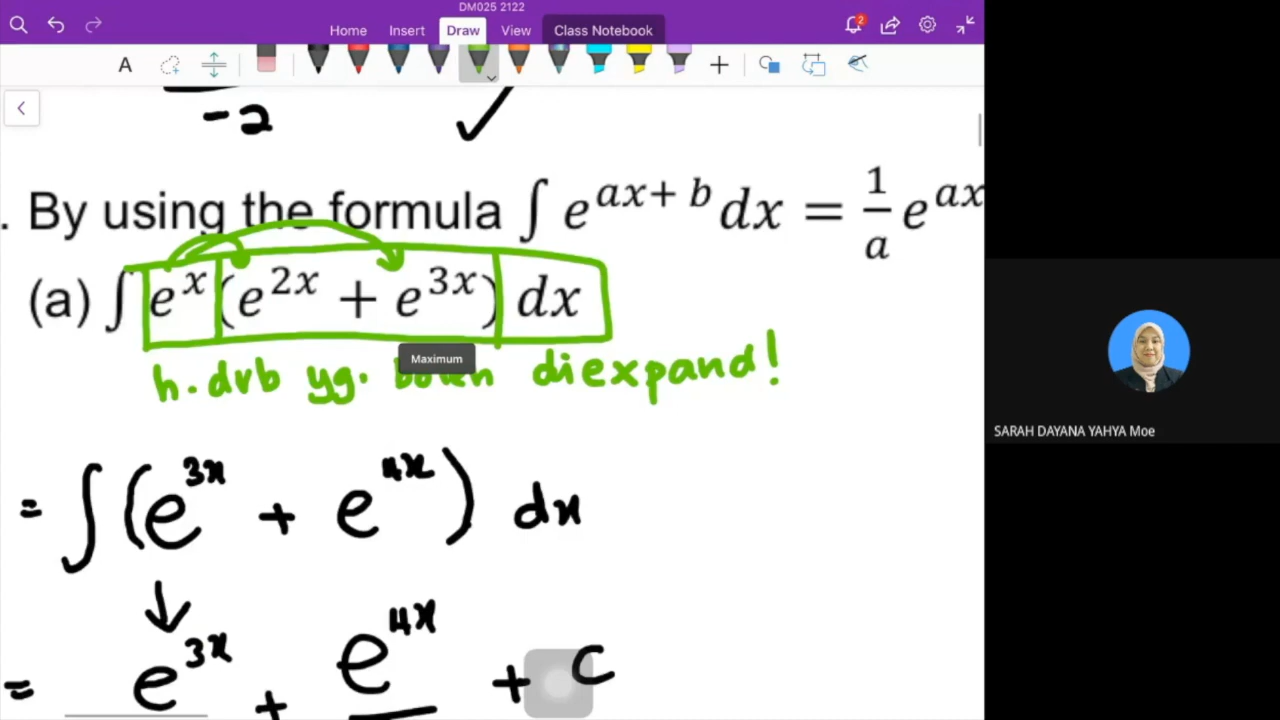 DM025 2122
Home Insert Draw View Class Notebook
2
A
-2
. By using the formula ∫ e^{ax+ b} dx = 1/a e^{ax
(a) ∫ e^x (e^{2x} + e^{3x}) dx
Maximum
h. drb yg. diexpand!
= ∫ (e^{3x} + e^{4x}) dx
= e^{3x} + e^{4x} + C
SARAH DAYANA YAHYA Moe